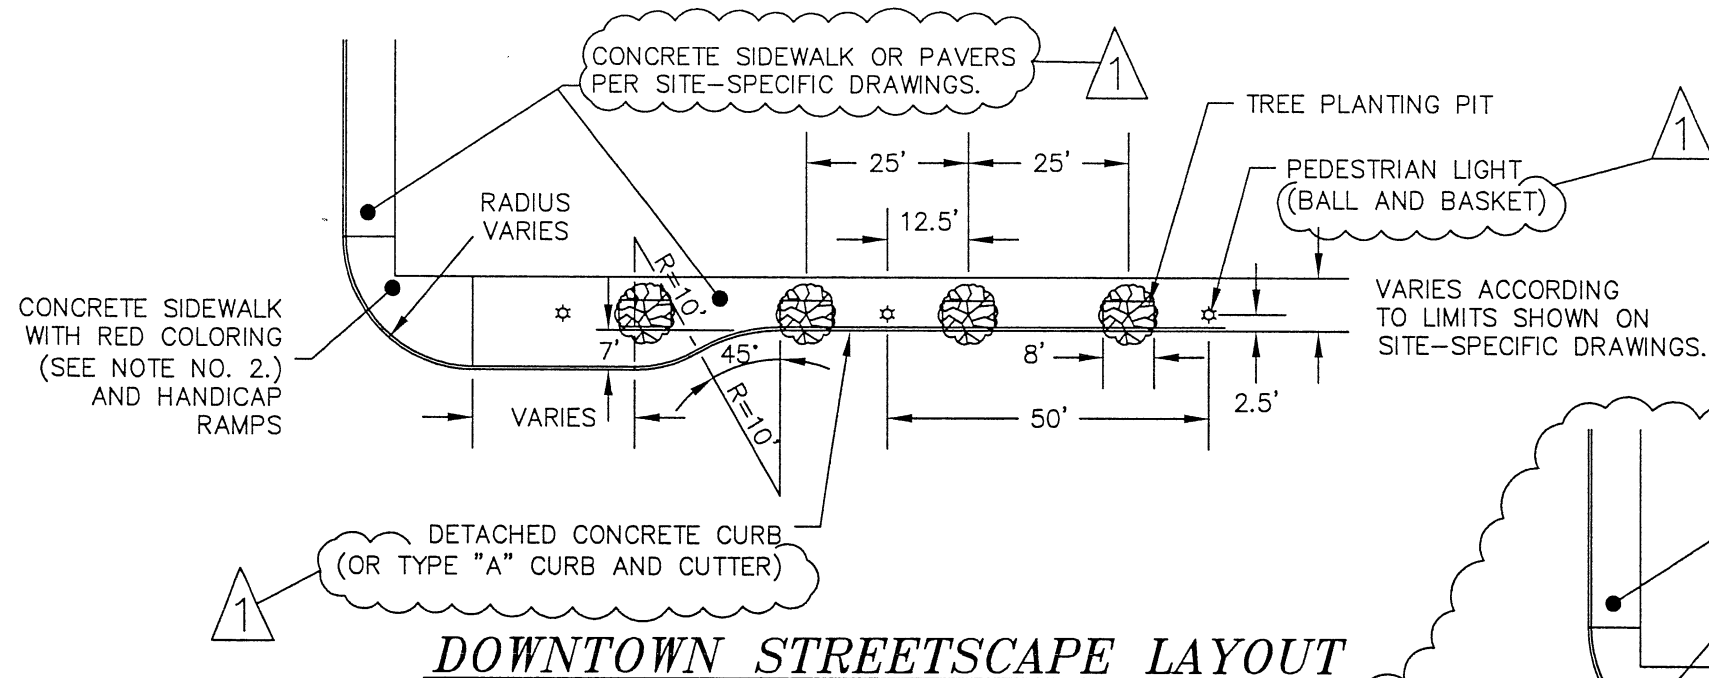 CONCRETE SIDEWALK OR PAVERS
PER SITE-SPECIFIC DRAWINGS.
1
TREE PLANTING PIT
1
25'
25'
PEDESTRIAN LIGHT
(BALL AND BASKET)
RADIUS
VARIES
12.5'
R=10'
CONCRETE SIDEWALK
WITH RED COLORING
(SEE NOTE NO. 2.)
AND HANDICAP
RAMPS
VARIES ACCORDING
TO LIMITS SHOWN ON
SITE-SPECIFIC DRAWINGS.
7'
45°
8'
2.5'
VARIES
R=10'
50'
DETACHED CONCRETE CURB
(OR TYPE "A" CURB AND CUTTER)
1
DOWNTOWN STREETSCAPE LAYOUT